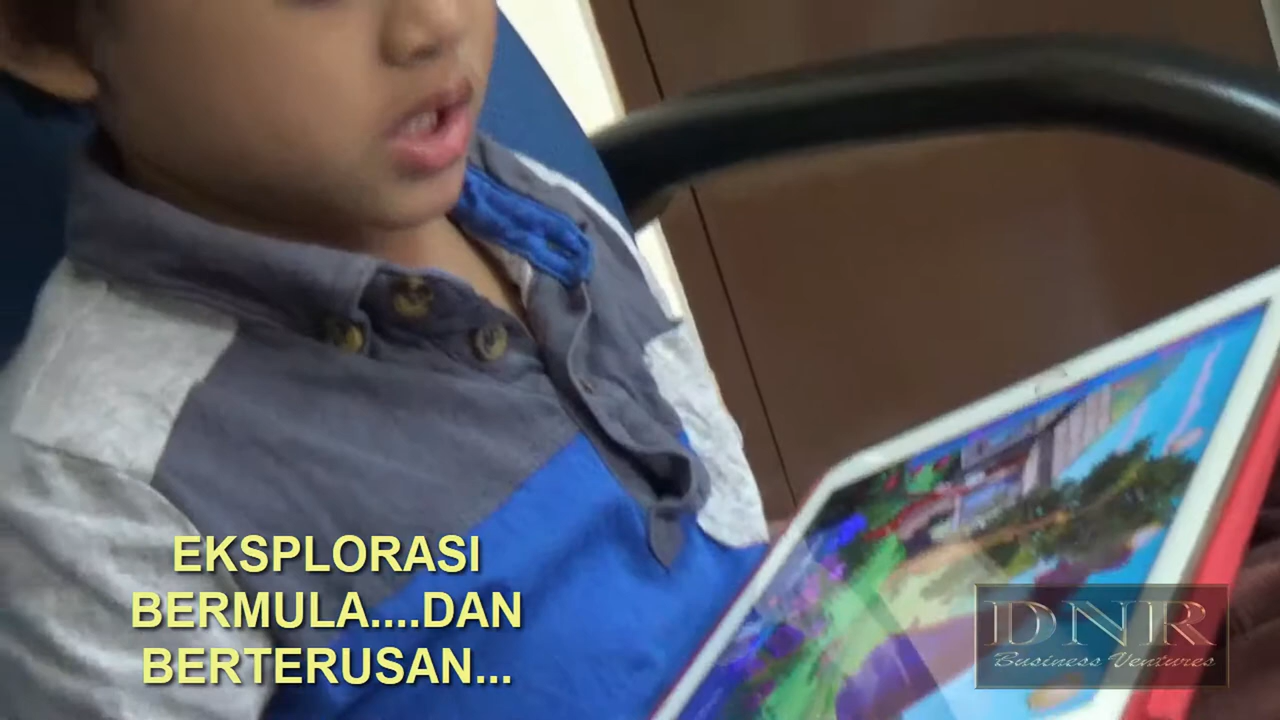 EKSPLORASI
BERMULA....DAN
BERTERUSAN...
DNR
Business Ventures